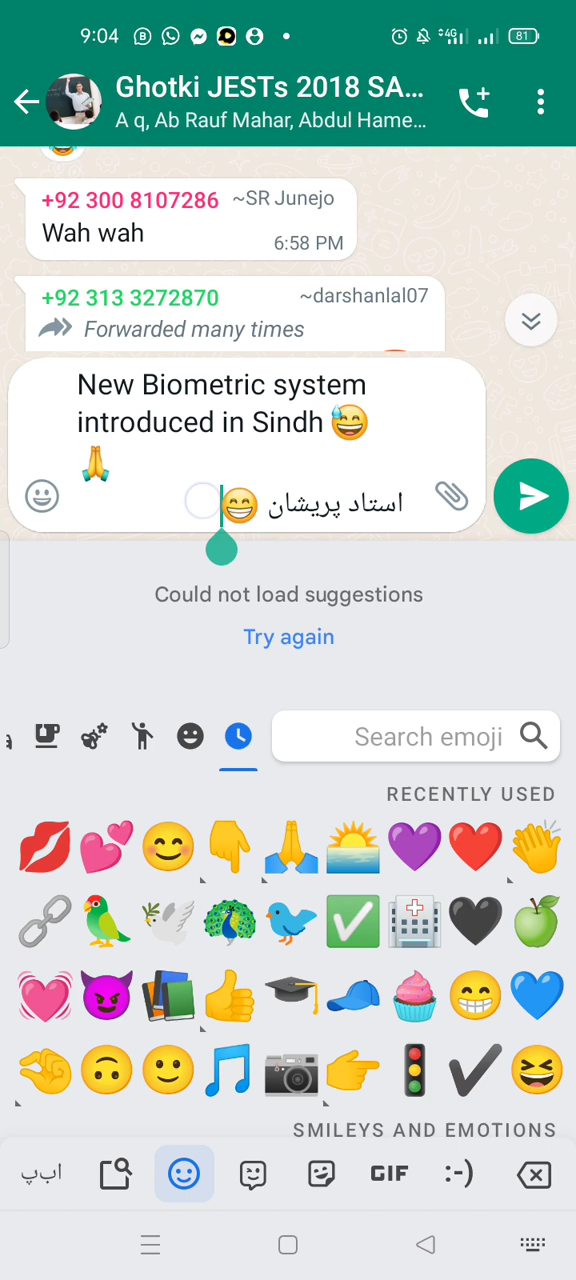 9:04
4G
81
Ghotki JESTs 2018 SA...
A q, Ab Rauf Mahar, Abdul Hame...
+92 300 8107286 ~SR Junejo
Wah wah
6:58 PM
+92 313 3272870 ~darshanlal07
Forwarded many times
New Biometric system
introduced in Sindh 😅
🙏
استاد پریشان 😁
Could not load suggestions
Try again
Search emoji
RECENTLY USED
SMILEYS AND EMOTIONS
اب‌پ
GIF
:-)